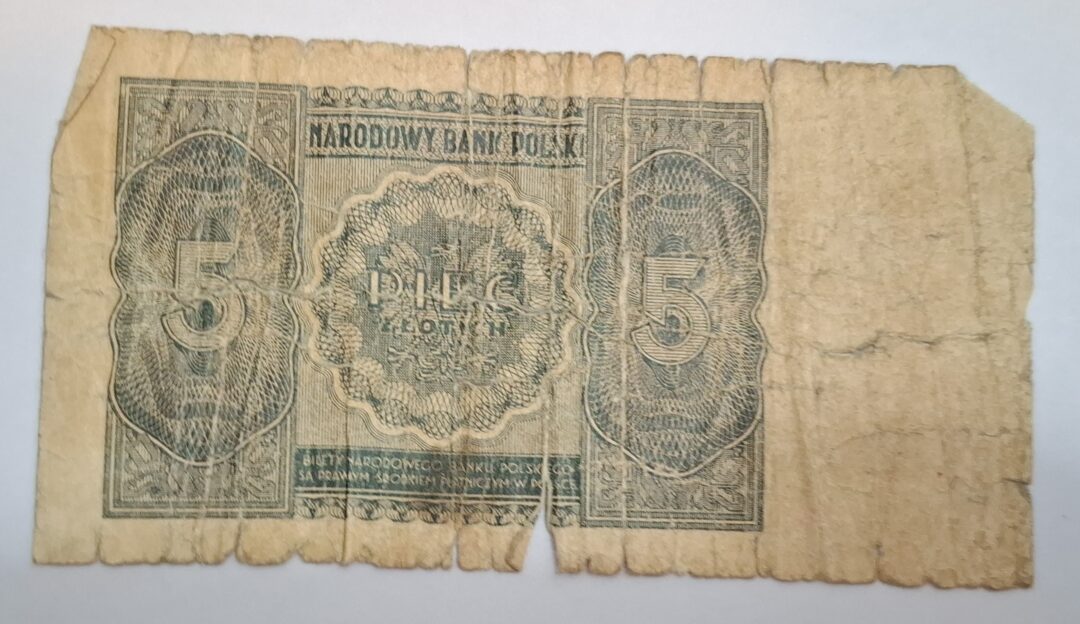 NARODOWY BANK POLSKI
5
PIĘĆ
ZŁOTYCH
5
BILETY NARODOWEGO BANKU POLSKIEGO
SĄ PRAWNYM ŚRODKIEM PŁATNICZYM W POLSCE